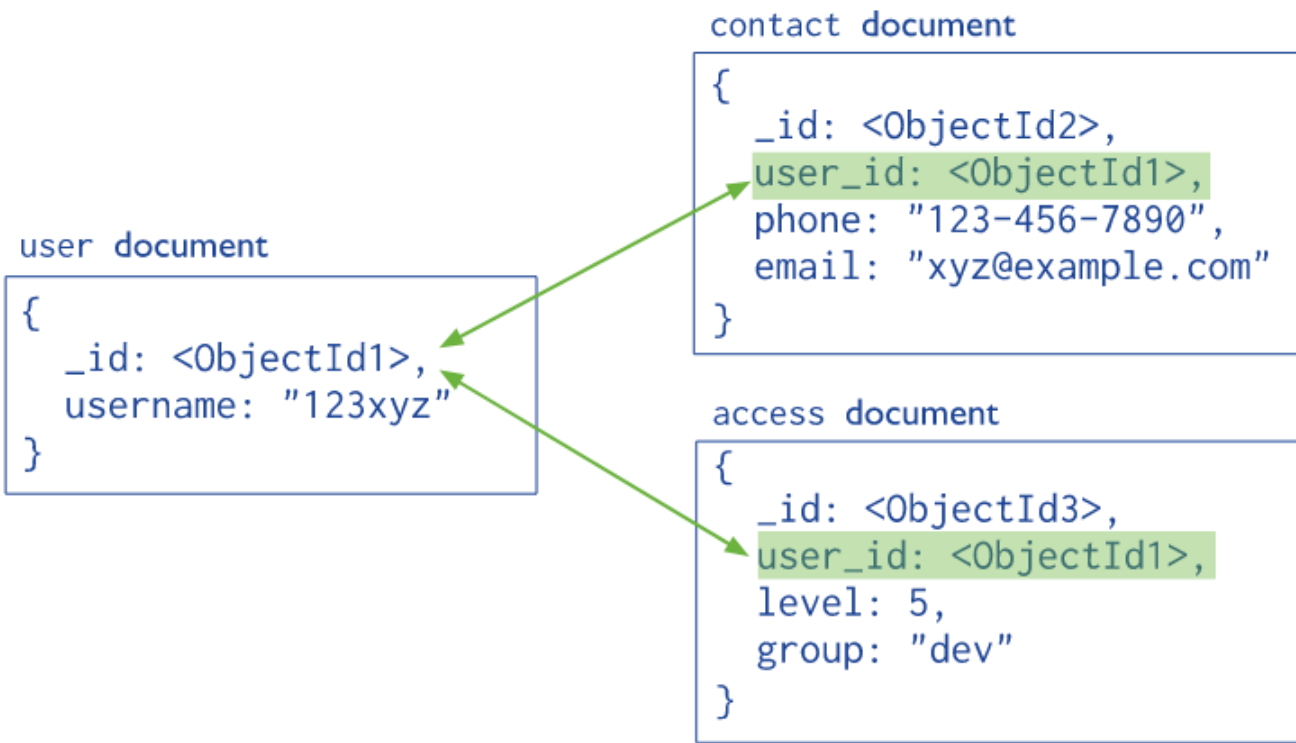 contact document
{
_id: <ObjectId2>,
user_id: <ObjectId1>,
phone: "123-456-7890",
email: "xyz@example.com"
}
user document
{
_id: <ObjectId1>,
username: "123xyz"
}
access document
{
_id: <ObjectId3>,
user_id: <ObjectId1>,
level: 5,
group: "dev"
}